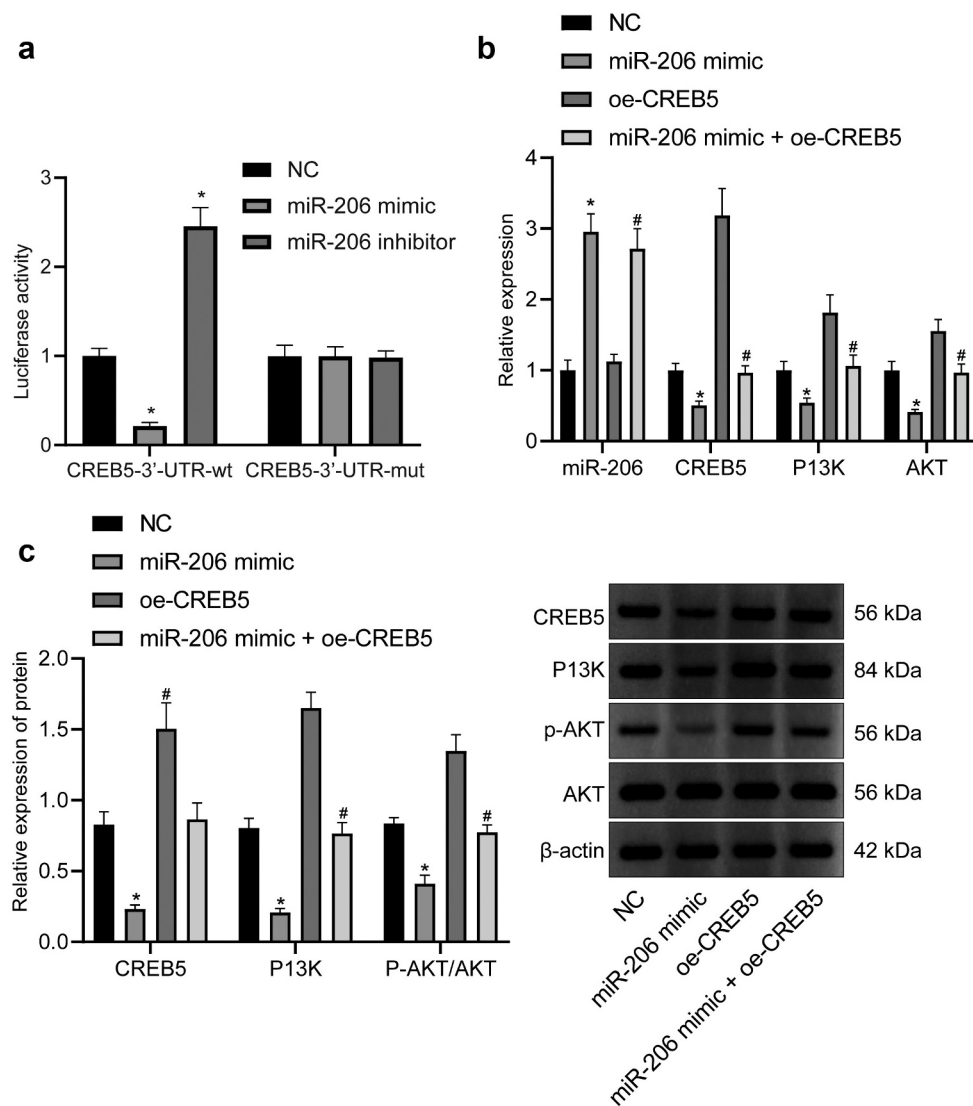 a
NC
miR-206 mimic
miR-206 inhibitor
Luciferase activity
3
2
1
0
*
*
CREB5-3’-UTR-wt
CREB5-3’-UTR-mut
b
NC
miR-206 mimic
oe-CREB5
miR-206 mimic + oe-CREB5
Relative expression
4
3
2
1
0
*
#
*
#
*
#
*
#
miR-206
CREB5
P13K
AKT
c
NC
miR-206 mimic
oe-CREB5
miR-206 mimic + oe-CREB5
Relative expression of protein
2.0
1.5
1.0
0.5
0.0
*
#
*
#
*
#
CREB5
P13K
P-AKT/AKT
CREB5
56 kDa
P13K
84 kDa
p-AKT
56 kDa
AKT
56 kDa
β-actin
42 kDa
NC
miR-206 mimic
oe-CREB5
miR-206 mimic + oe-CREB5